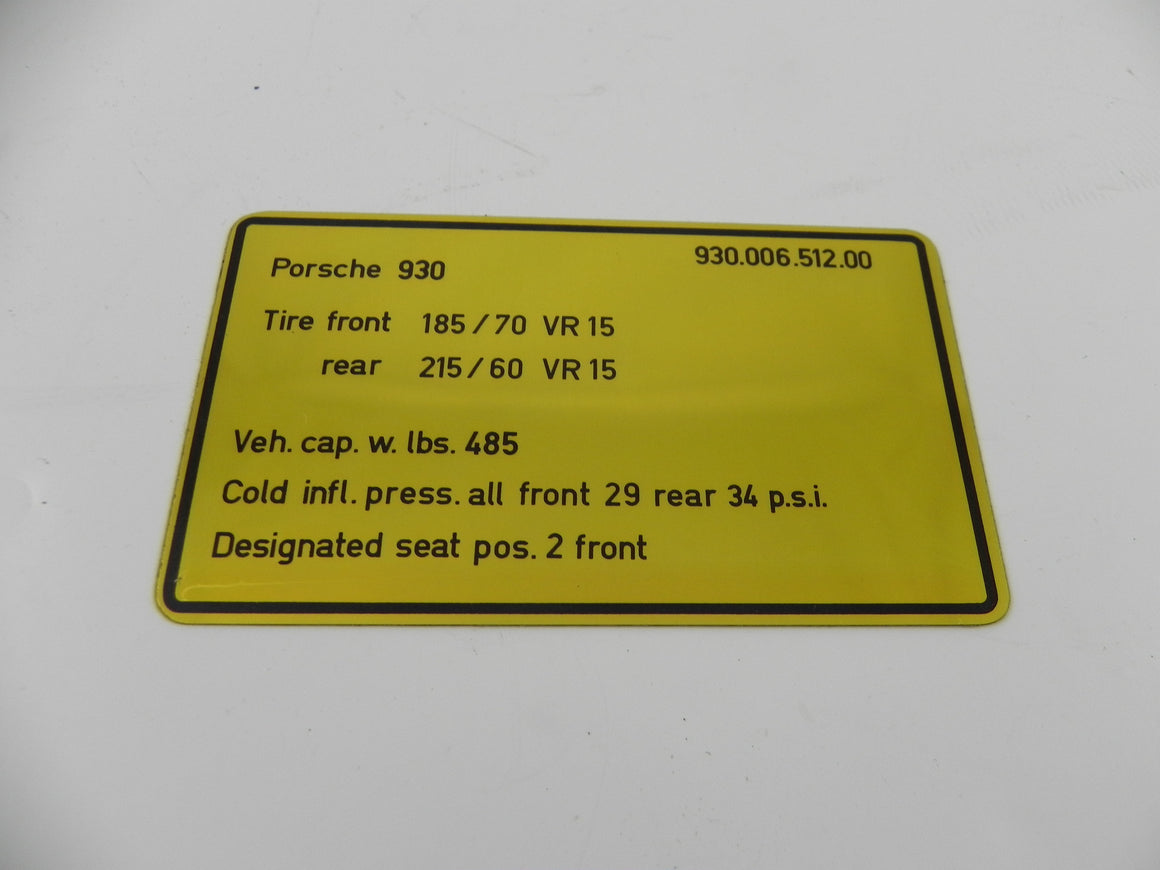 Porsche 930 930.006.512.00
Tire front 185/70 VR 15
rear 215/60 VR 15
Veh. cap. w. lbs. 485
Cold infl. press. all front 29 rear 34 p.s.i.
Designated seat pos. 2 front